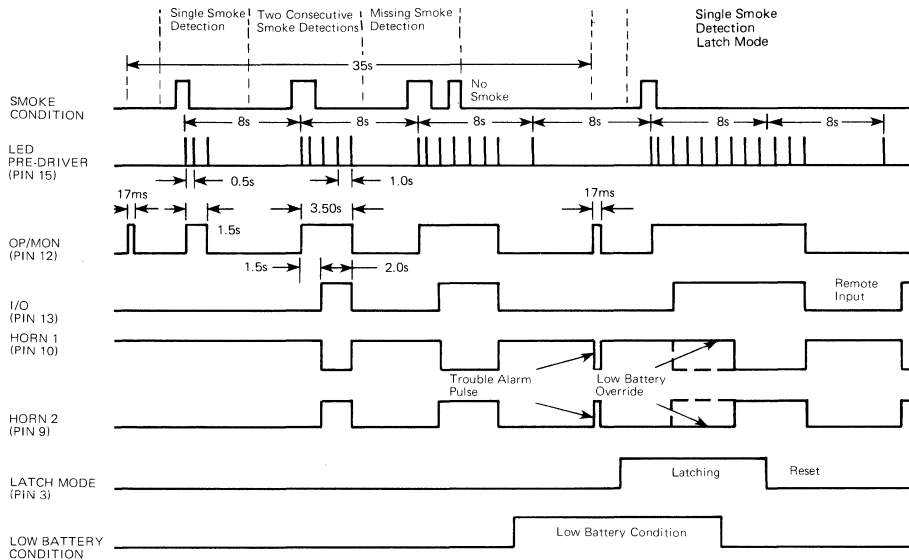 Single Smoke
Detection
Two Consecutive
Smoke Detections
Missing Smoke
Detection
Single Smoke
Detection
Latch Mode
35s
SMOKE
CONDITION
No
Smoke
8s
8s
8s
8s
8s
8s
LED
PRE-DRIVER
(PIN 15)
0.5s
1.0s
17ms
3.50s
17ms
OP/MON
(PIN 12)
1.5s
1.5s
2.0s
I/O
(PIN 13)
Remote
Input
HORN 1
(PIN 10)
Trouble Alarm
Pulse
Low Battery
Override
HORN 2
(PIN 9)
LATCH MODE
(PIN 3)
Latching
Reset
LOW BATTERY
CONDITION
Low Battery Condition